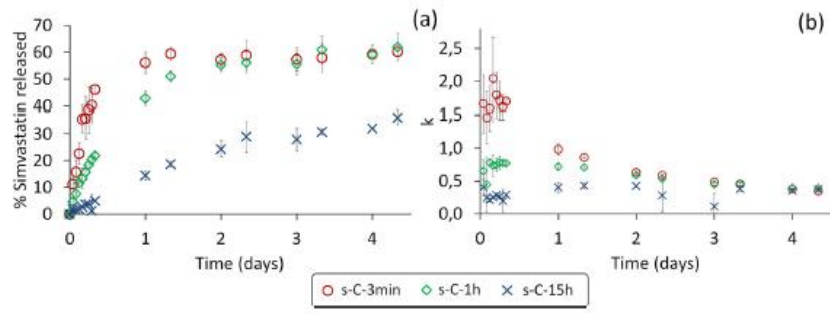 (a)
70
60
50
40
30
20
10
0
% Simvastatin released
0 1 2 3 4
Time (days)
(b)
2,5
2,0
1,5
1,0
0,5
0,0
k
0 1 2 3 4
Time (days)
s-C-3min s-C-1h s-C-15h